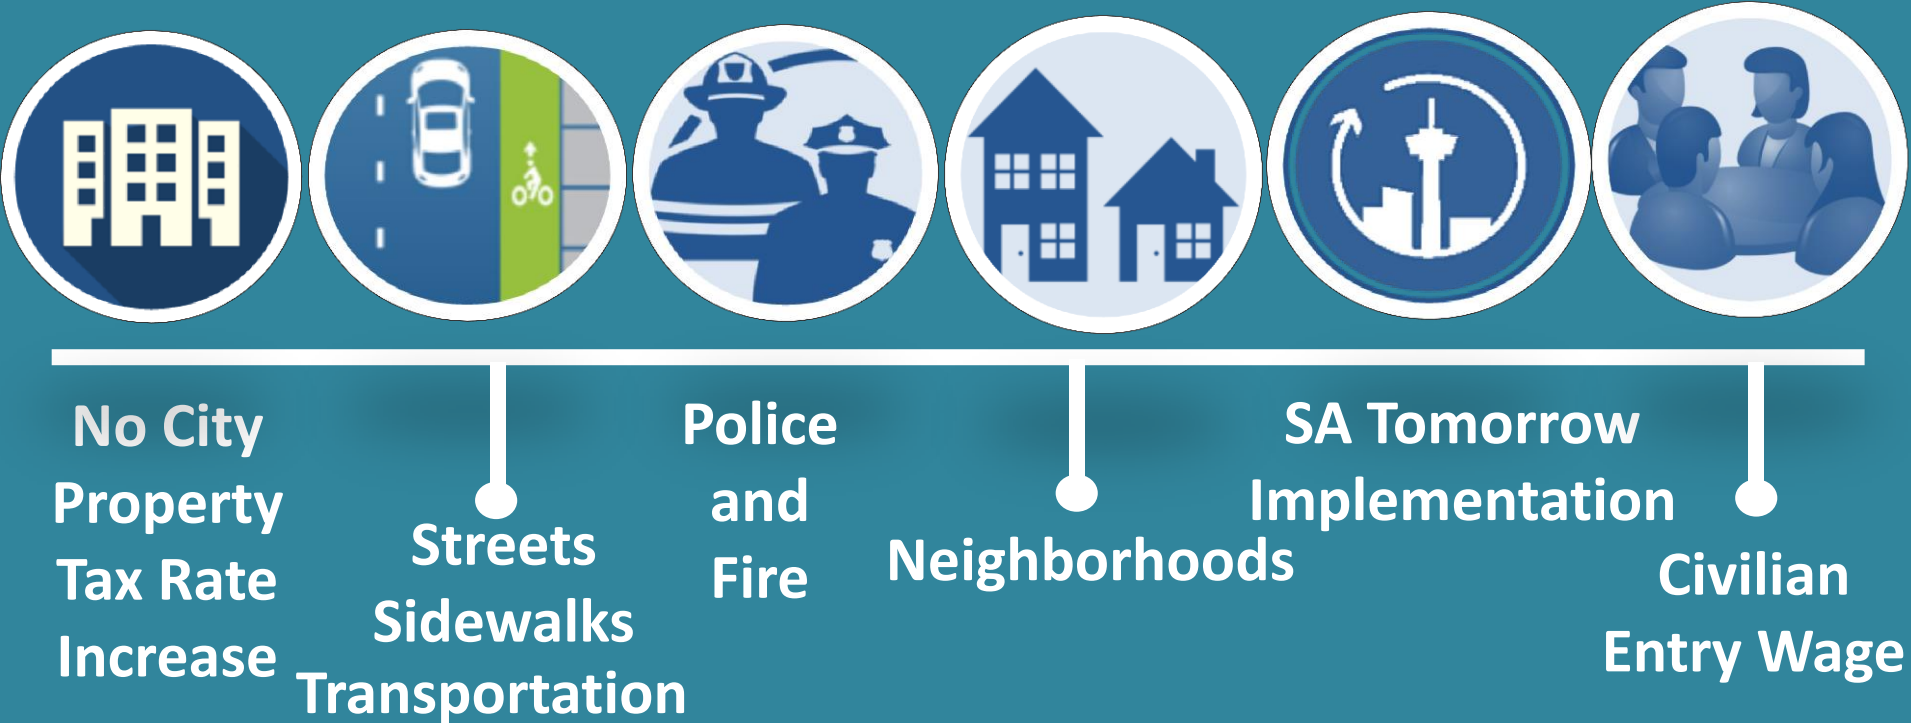 No City
Property
Tax Rate
Increase
Streets
Sidewalks
Transportation
Police
and
Fire
Neighborhoods
SA Tomorrow
Implementation
Civilian
Entry Wage